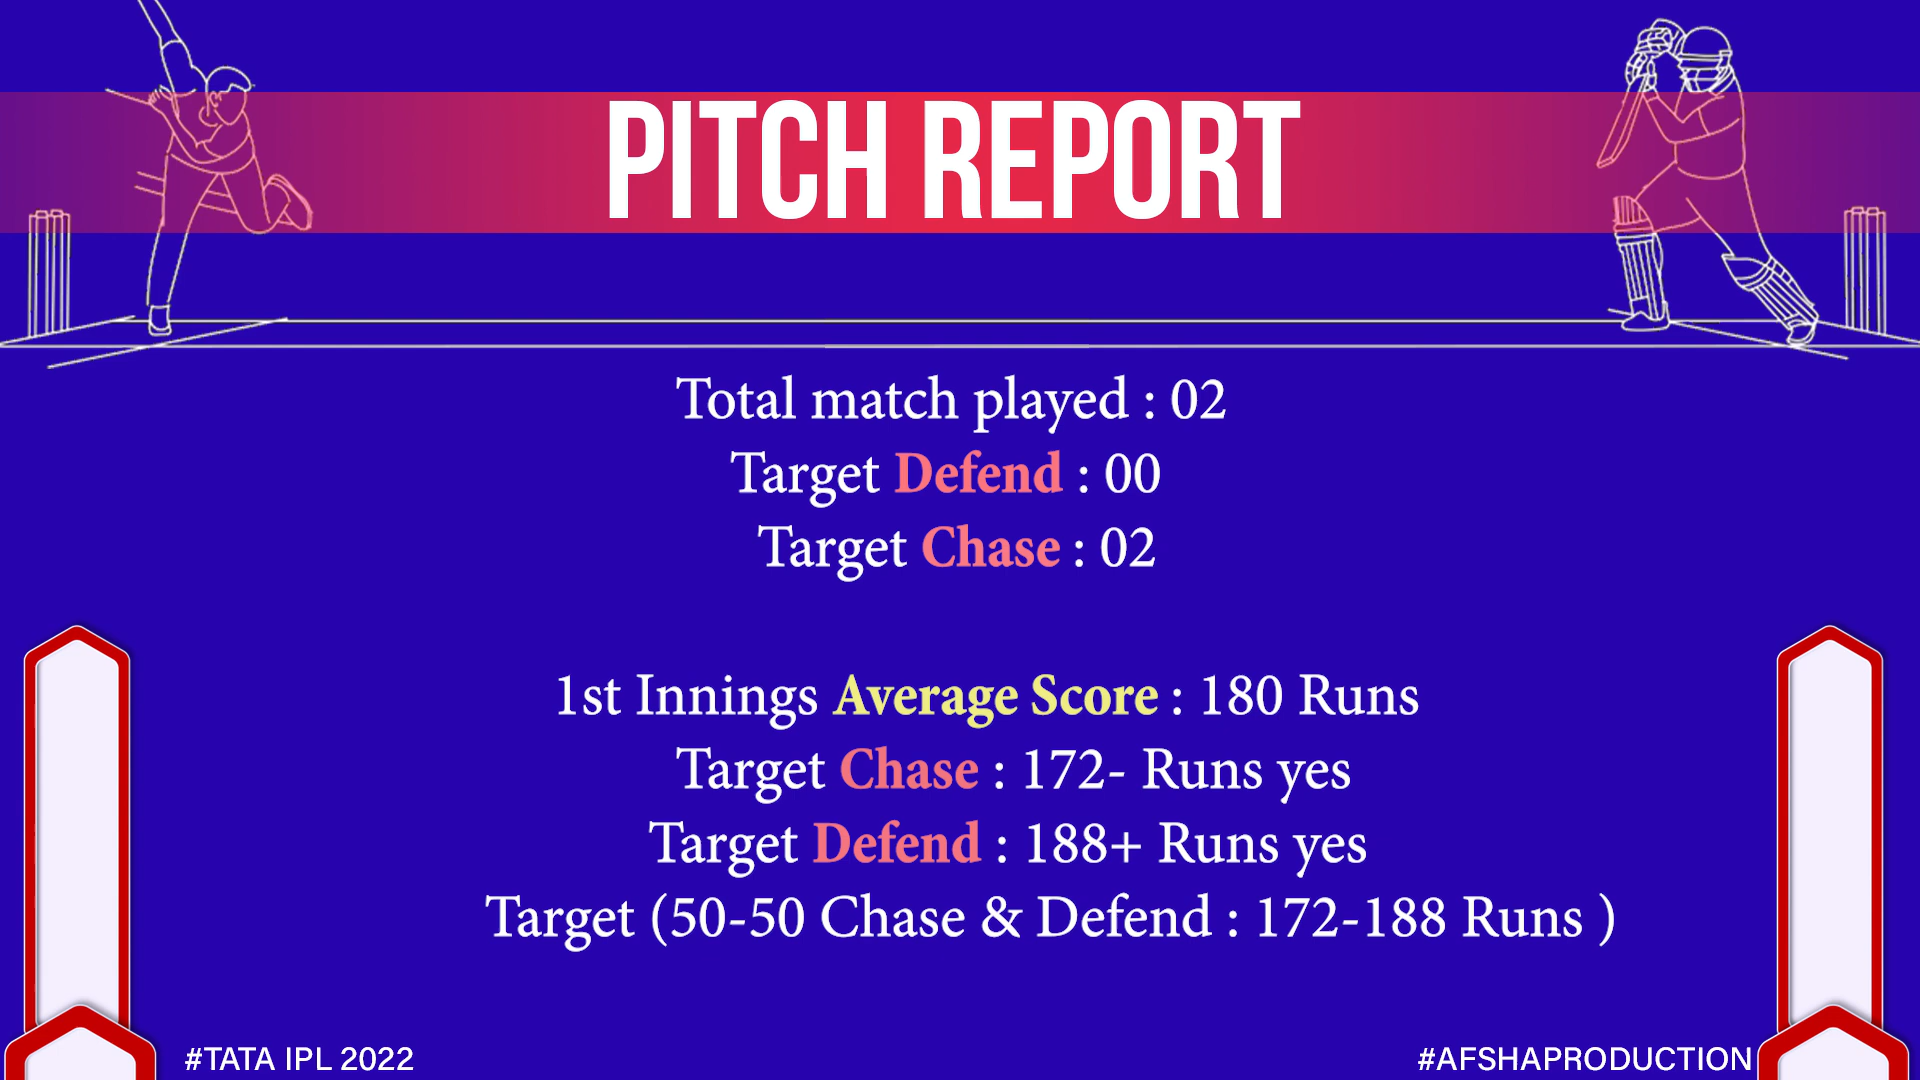 PITCH REPORT
Total match played : 02
Target Defend : 00
Target Chase : 02
1st Innings Average Score : 180 Runs
Target Chase : 172- Runs yes
Target Defend : 188+ Runs yes
Target (50-50 Chase & Defend : 172-188 Runs )
#TATA IPL 2022
#AFSHAPRODUCTION